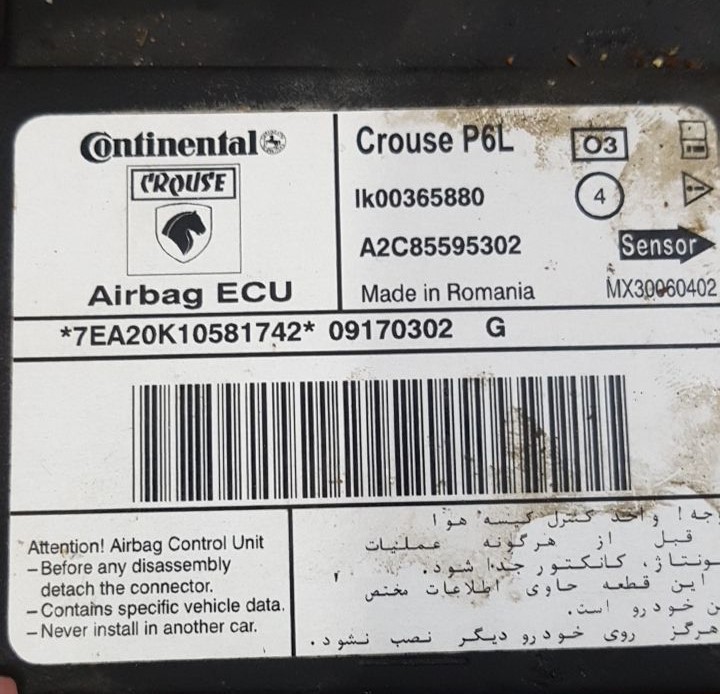 Continental
CROUSE
Airbag ECU
Crouse P6L
03
Ik00365880
4
A2C85595302
Sensor
Made in Romania
MX30060402
*7EA20K10581742* 09170302 G
Attention! Airbag Control Unit
– Before any disassembly
detach the connector.
– Contains specific vehicle data.
– Never install in another car.
! واحد کنترل کیسه هوا
قبل از هرگونه عملیات
کانکتور جدا شود.
این قطعه حاوی اطلاعات مختص
خودرو است.
هرگز روی خودرو دیگر نصب نشود.